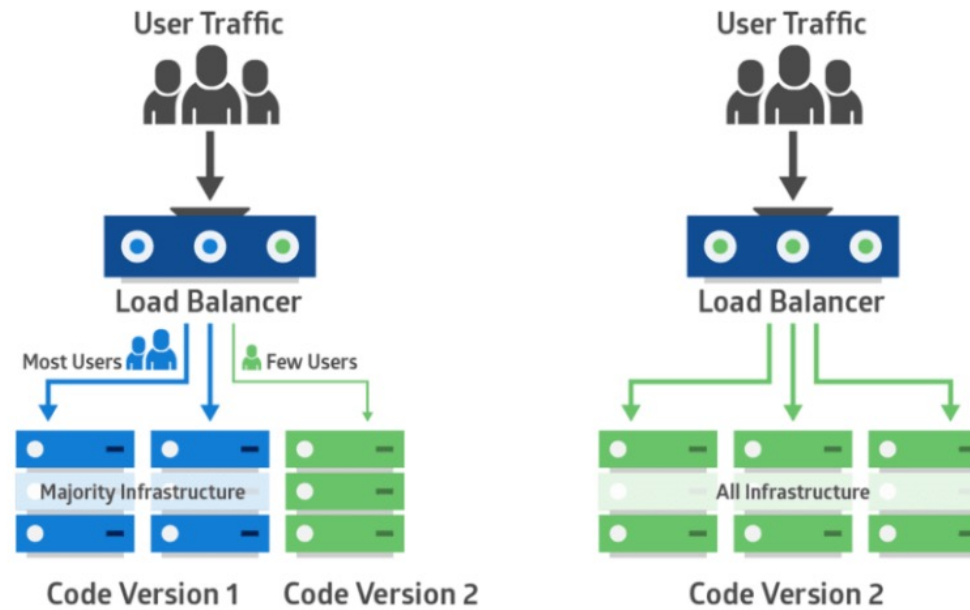 User Traffic
Load Balancer
Most Users
Few Users
Majority Infrastructure
Code Version 1
Code Version 2
User Traffic
Load Balancer
All Infrastructure
Code Version 2